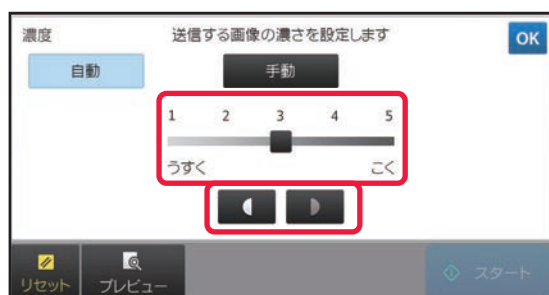 濃度
送信する画像の濃さを設定します
OK
自動
手動
1 2 3 4 5
うすく
こく
リセット
プレビュー
スタート